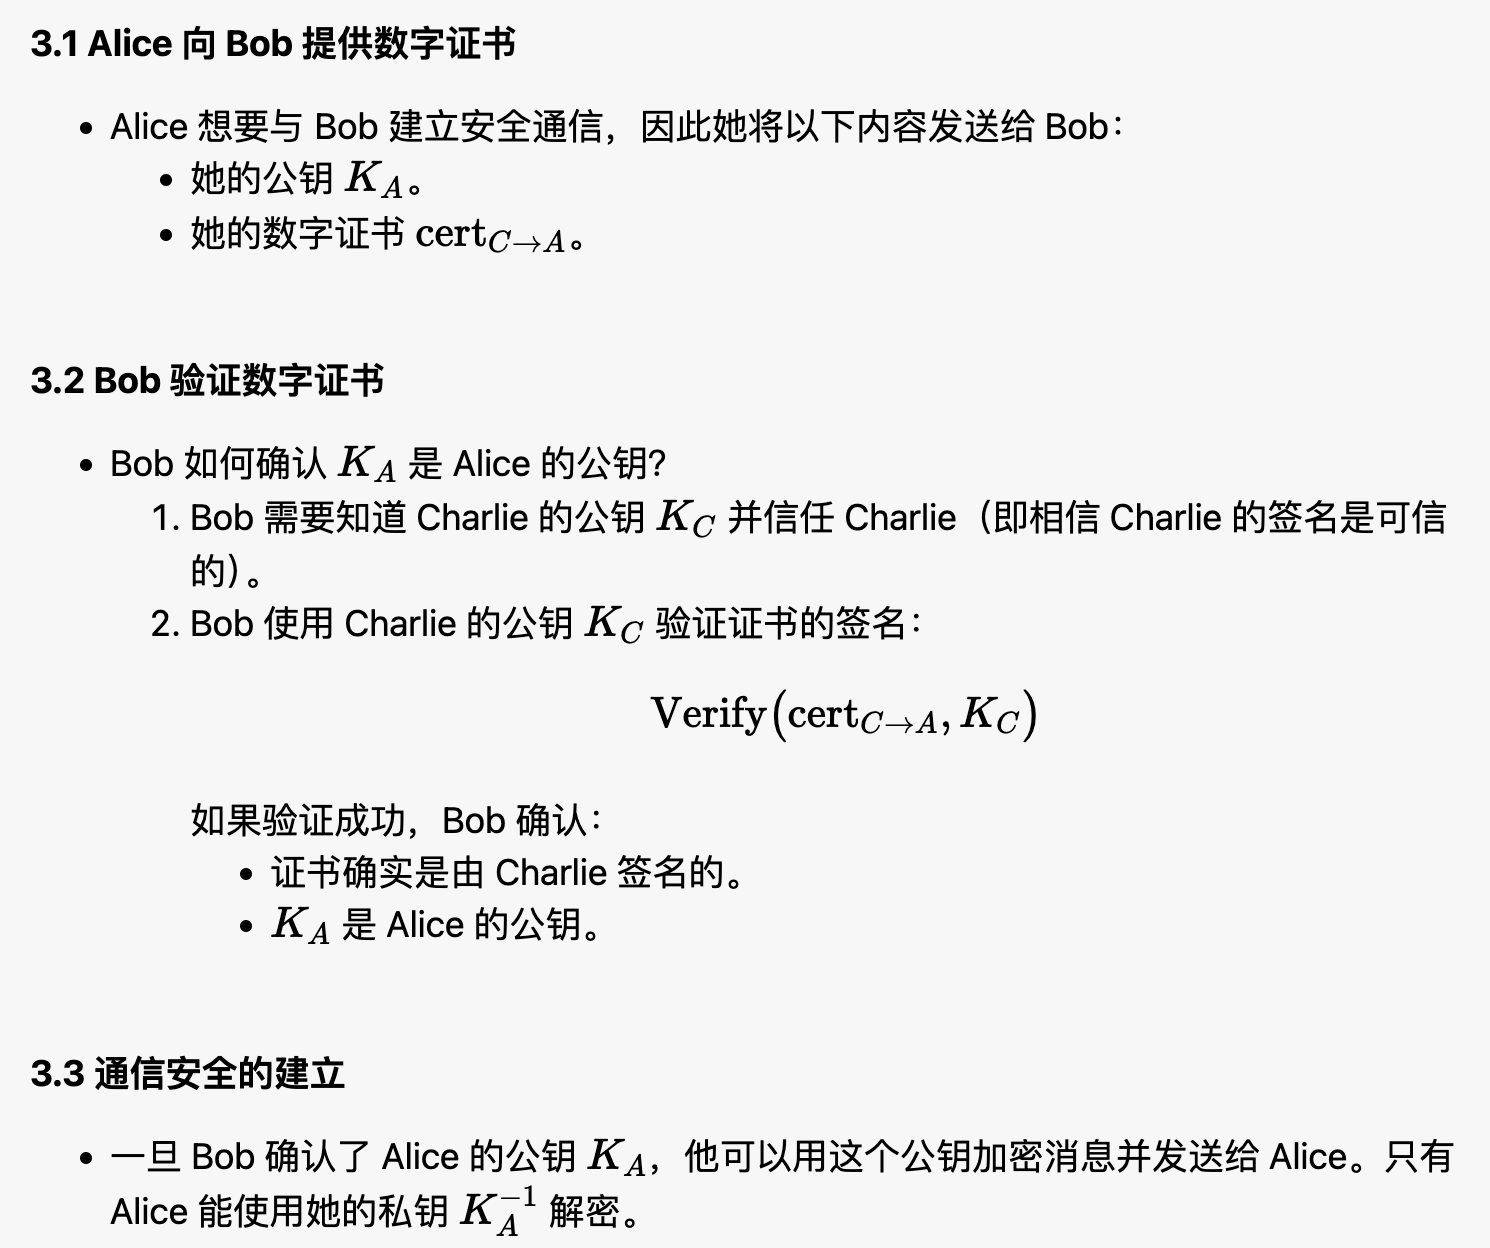 3.1 Alice 向 Bob 提供数字证书
• Alice 想要与 Bob 建立安全通信，因此她将以下内容发送给 Bob：
• 她的公钥 K_A。
• 她的数字证书 cert_{C→A}。
3.2 Bob 验证数字证书
• Bob 如何确认 K_A 是 Alice 的公钥?
1. Bob 需要知道 Charlie 的公钥 K_C 并信任 Charlie（即相信 Charlie 的签名是可信
的）。
2. Bob 使用 Charlie 的公钥 K_C 验证证书的签名：
Verify(cert_{C→A}, K_C)
如果验证成功，Bob 确认：
• 证书确实是由 Charlie 签名的。
• K_A 是 Alice 的公钥。
3.3 通信安全的建立
• 一旦 Bob 确认了 Alice 的公钥 K_A，他可以用这个公钥加密消息并发送给 Alice。只有
Alice 能使用她的私钥 K_A^{-1} 解密。